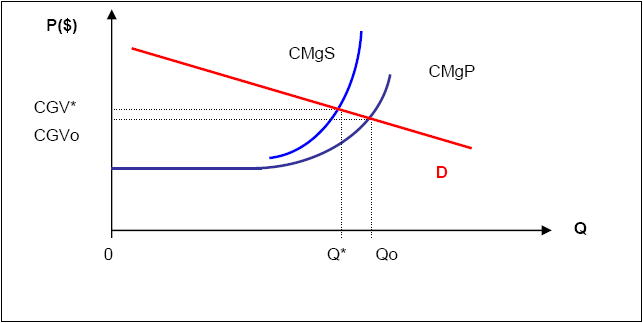 P($)
CMgS
CMgP
CGV*
CGVo
D
Q
0
Q*
Qo